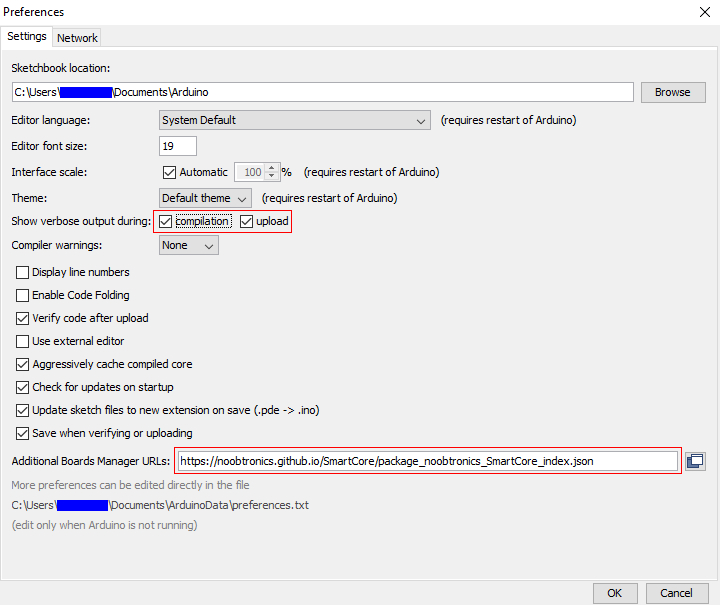 Preferences
Settings Network
Sketchbook location:
C:\Users\ \Documents\Arduino Browse
Editor language: System Default (requires restart of Arduino)
Editor font size: 19
Interface scale: Automatic 100 % (requires restart of Arduino)
Theme: Default theme (requires restart of Arduino)
Show verbose output during: compilation upload
Compiler warnings: None
Display line numbers
Enable Code Folding
Verify code after upload
Use external editor
Aggressively cache compiled core
Check for updates on startup
Update sketch files to new extension on save (.pde -> .ino)
Save when verifying or uploading
Additional Boards Manager URLs: https://noobtronics.github.io/SmartCore/package_noobtronics_SmartCore_index.json
More preferences can be edited directly in the file
C:\Users\ \Documents\ArduinoData\preferences.txt
(edit only when Arduino is not running)
OK Cancel